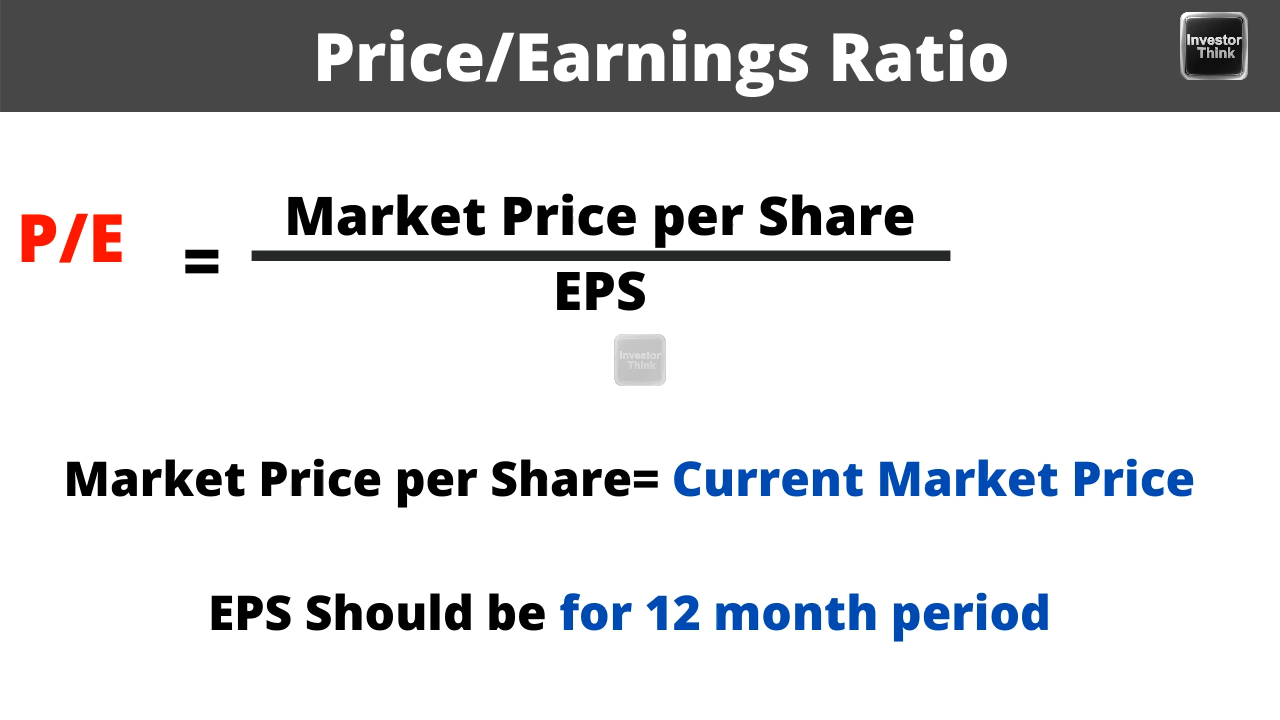 Price/Earnings Ratio
Investor
Think
P/E = Market Price per Share
EPS
Investor
Think
Market Price per Share= Current Market Price
EPS Should be for 12 month period